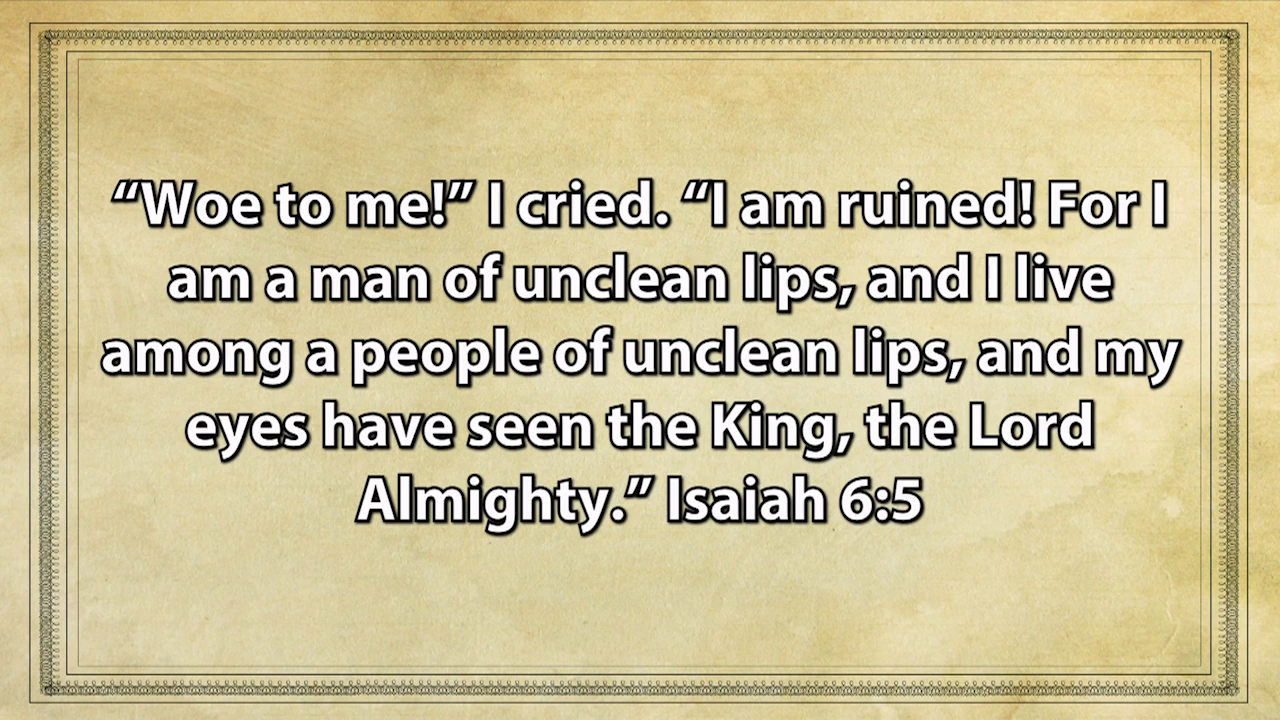 “Woe to me!” I cried. “I am ruined! For I
am a man of unclean lips, and I live
among a people of unclean lips, and my
eyes have seen the King, the Lord
Almighty.” Isaiah 6:5